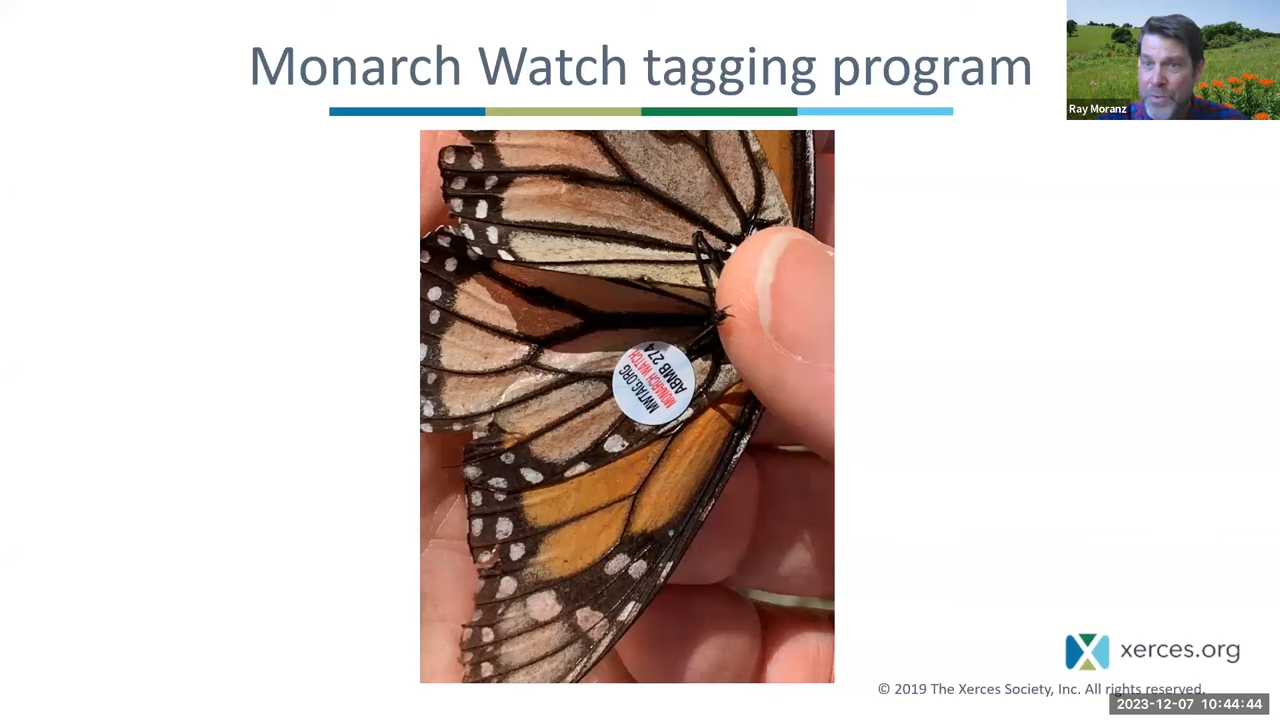 Monarch Watch tagging program
Ray Moranz
MWTAG.ORG
MONARCH WATCH
ABMB 274
xerces.org
© 2019 The Xerces Society, Inc. All rights reserved.
2023-12-07 10:44:44